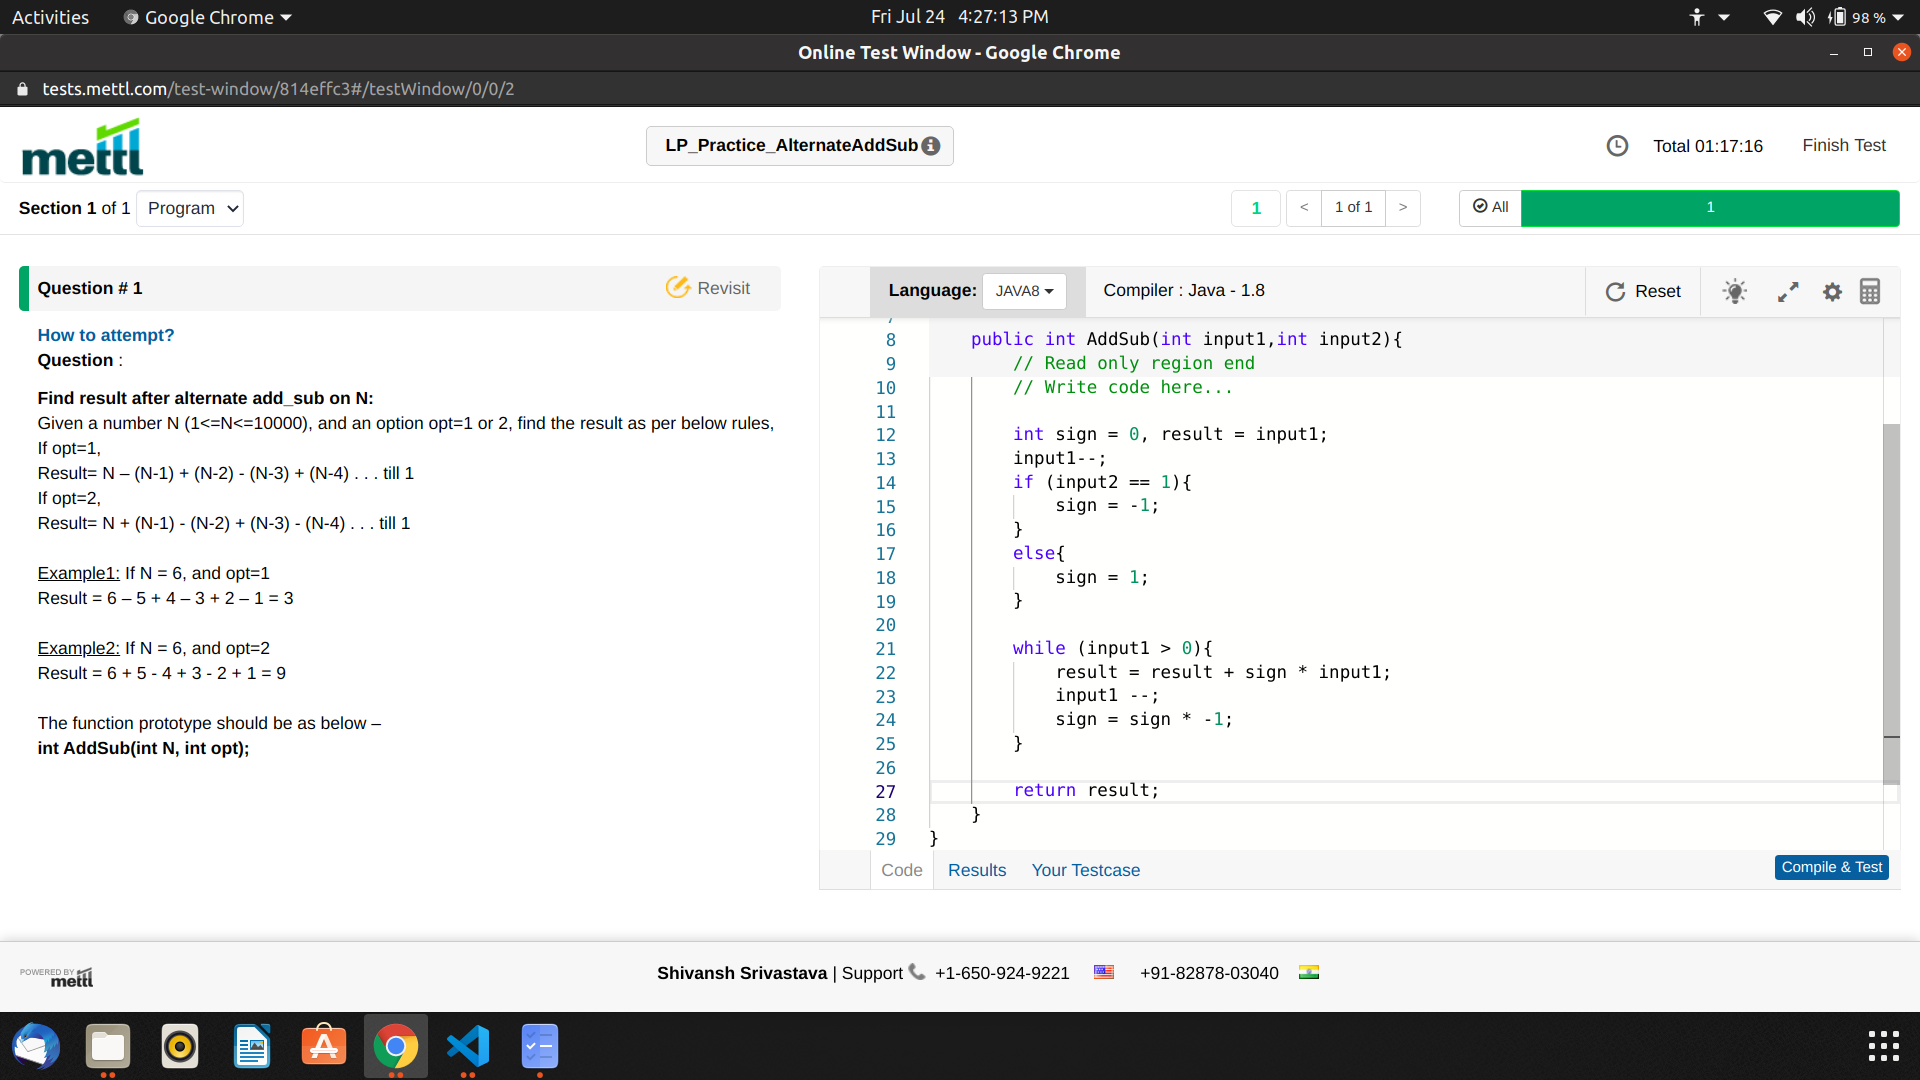 Activities
Google Chrome
Fri Jul 24 4:27:13 PM
98 %
Online Test Window - Google Chrome
tests.mettl.com/test-window/814effc3#/testWindow/0/0/2
mettl
LP_Practice_AlternateAddSub
Total 01:17:16
Finish Test
Section 1 of 1
Program
1
<
1 of 1
>
All
1
Question # 1
Revisit
How to attempt?
Question :
Find result after alternate add_sub on N:
Given a number N (1<=N<=10000), and an option opt=1 or 2, find the result as per below rules,
If opt=1,
Result= N – (N-1) + (N-2) - (N-3) + (N-4) . . . till 1
If opt=2,
Result= N + (N-1) - (N-2) + (N-3) - (N-4) . . . till 1
Example1: If N = 6, and opt=1
Result = 6 – 5 + 4 – 3 + 2 – 1 = 3
Example2: If N = 6, and opt=2
Result = 6 + 5 - 4 + 3 - 2 + 1 = 9
The function prototype should be as below –
int AddSub(int N, int opt);
Language:
JAVA8
Compiler : Java - 1.8
Reset
8 public int AddSub(int input1,int input2){
9 // Read only region end
10 // Write code here...
11
12 int sign = 0, result = input1;
13 input1--;
14 if (input2 == 1){
15 sign = -1;
16 }
17 else{
18 sign = 1;
19 }
20
21 while (input1 > 0){
22 result = result + sign * input1;
23 input1 --;
24 sign = sign * -1;
25 }
26
27 return result;
28 }
29 }
Code
Results
Your Testcase
Compile & Test
POWERED BY mettl
Shivansh Srivastava | Support +1-650-924-9221 +91-82878-03040